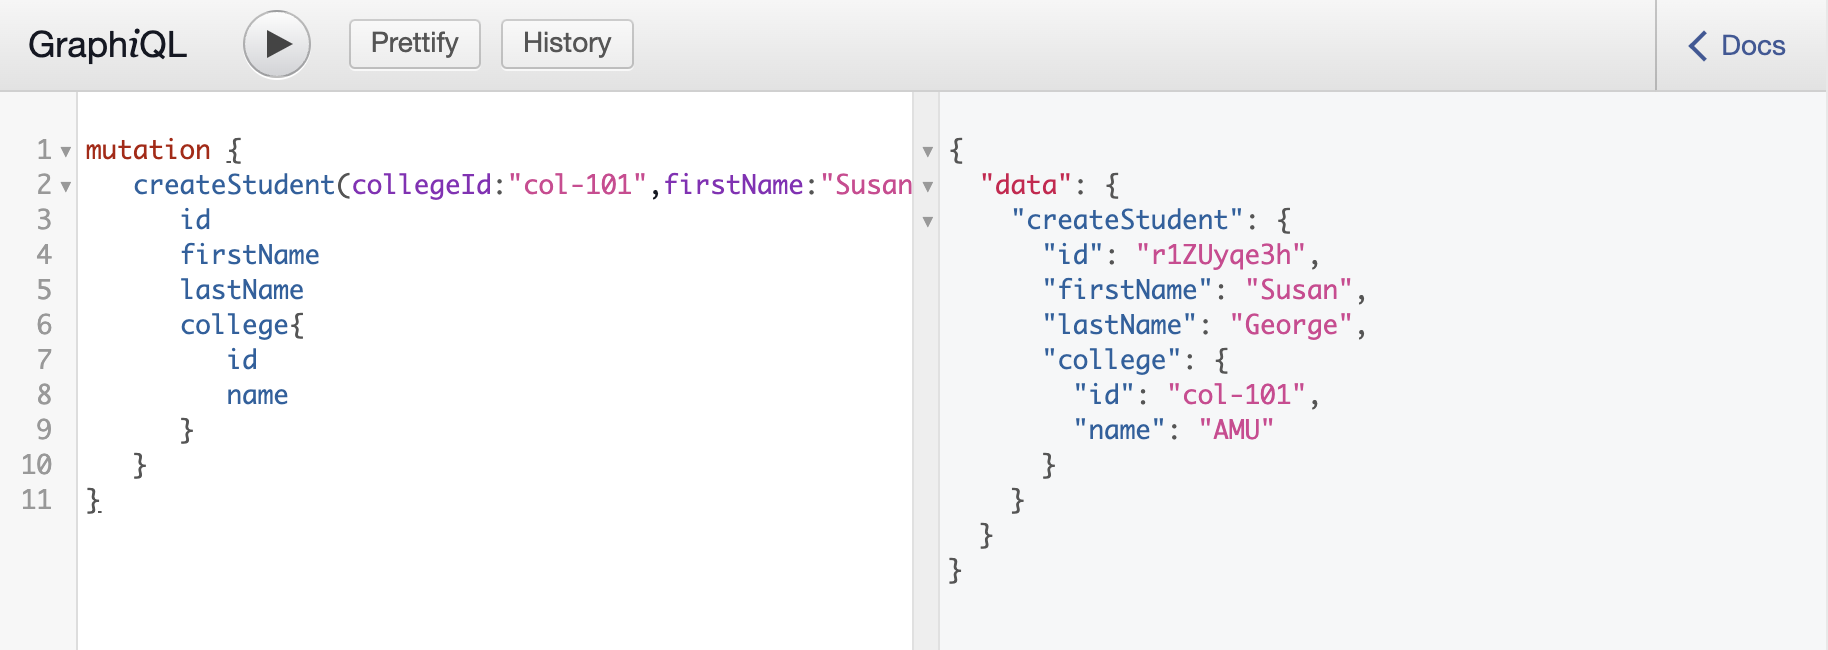 GraphiQL Prettify History Docs
1 mutation {
2 createStudent(collegeId:"col-101",firstName:"Susan
3 id
4 firstName
5 lastName
6 college{
7 id
8 name
9 }
10 }
11 }
{
"data": {
"createStudent": {
"id": "r1ZUyqe3h",
"firstName": "Susan",
"lastName": "George",
"college": {
"id": "col-101",
"name": "AMU"
}
}
}
}